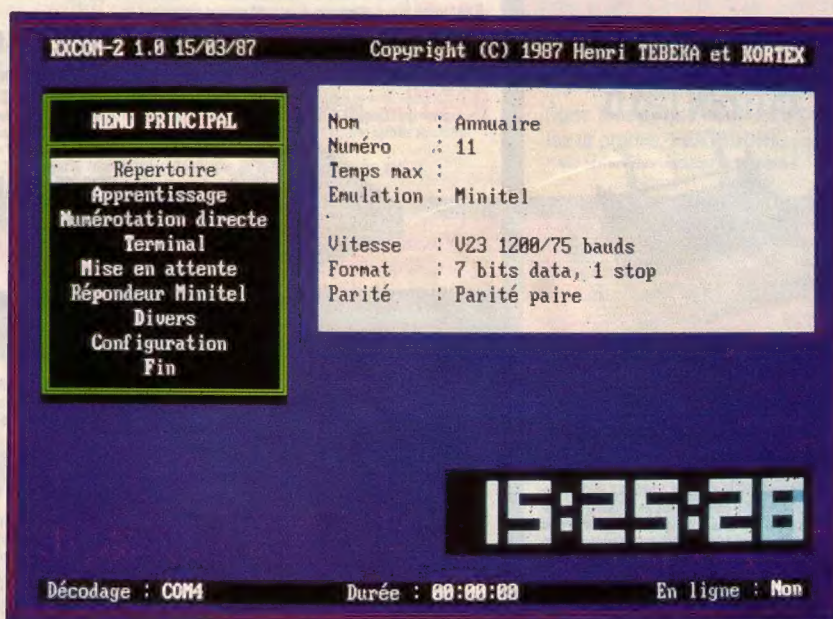 KXCOM-2 1.0 15/03/87 Copyright (C) 1987 Henri TEBEKA et KORTEX
MENU PRINCIPAL
Répertoire
Apprentissage
Numérotation directe
Terminal
Mise en attente
Répondeur Minitel
Divers
Configuration
Fin
Nom : Annuaire
Numéro : 11
Temps max :
Emulation : Minitel
Vitesse : V23 1200/75 bauds
Format : 7 bits data, 1 stop
Parité : Parité paire
15:25:28
Décodage : COM4 Durée : 00:00:00 En ligne : Non